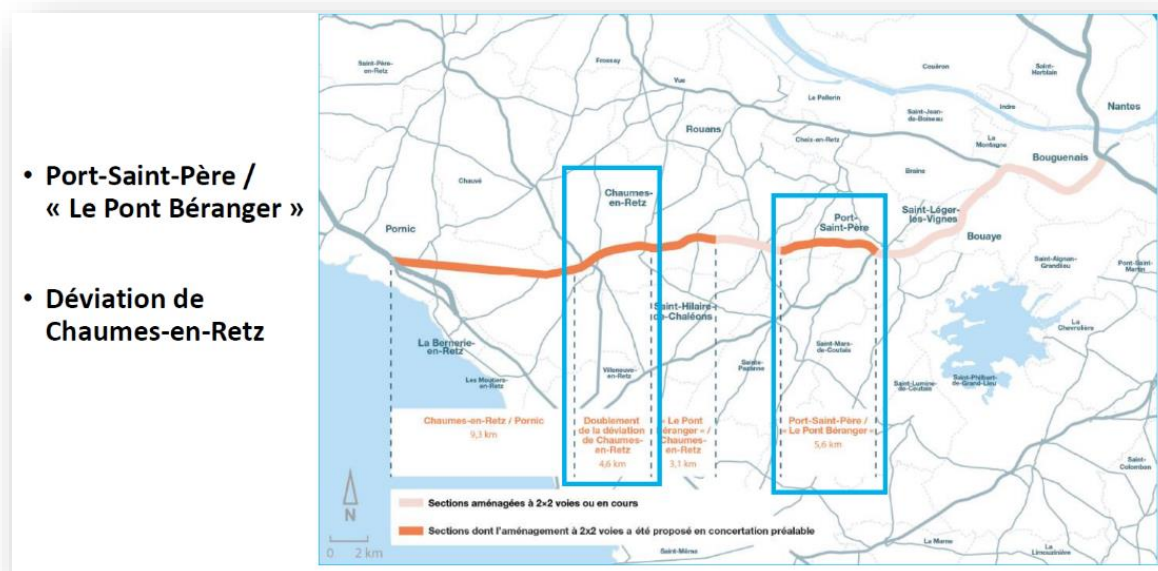 • Port-Saint-Père /
« Le Pont Béranger »
• Déviation de
Chaumes-en-Retz
Saint-Père-
en-Retz
Frossay
Vue
Couëron
Saint-
Herblain
Le Pellerin
Saint-Jean-
de-Boiseau
Indre
Nantes
Rouans
Cheix-en-Retz
La
Montagne
Bouguenais
Brains
Chauvé
Chaumes-
en-Retz
Port-
Saint-Père
Saint-Léger-
les-Vignes
Bouaye
Pornic
Saint-Aignan-
Grandlieu
Pont-Saint-
Martin
Saint-Hilaire-
de-Chaléons
La
Chevrolière
La Bernerie-
en-Retz
Saint-Mars-
de-Coutais
Les Moutiers-
en-Retz
Villeneuve-
en-Retz
Sainte-
Pazanne
Saint-Lumine-
de-Coutais
Saint-Philbert-
de-Grand-Lieu
Chaumes-en-Retz / Pornic
9,3 km
Doublement
de la déviation
de Chaumes-
en-Retz
4,6 km
« Le Pont
Béranger » /
Chaumes-
en-Retz
3,1 km
Port-Saint-Père /
« Le Pont Béranger »
5,6 km
Saint-
Colomban
N
0 2 km
Sections aménagées à 2×2 voies ou en cours
Sections dont l'aménagement à 2x2 voies a été proposé en concertation préalable
Saint-Même
La Marne
La
Limouzinière